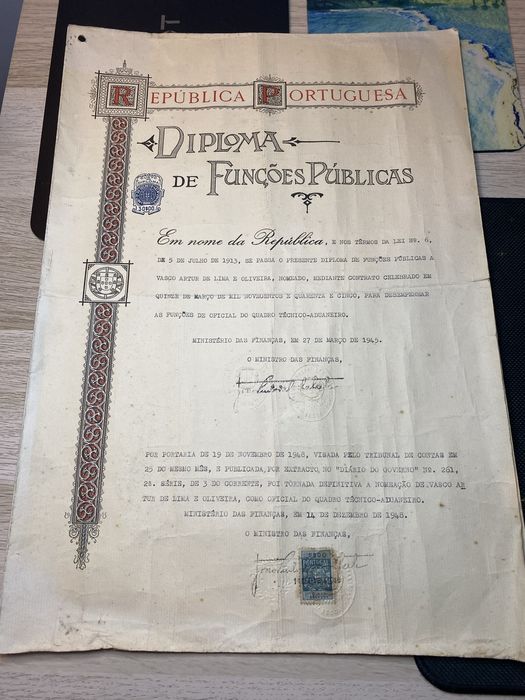 REPÚBLICA PORTUGUESA
DIPLOMA
DE FUNÇÕES PÚBLICAS
Em nome da República, E NOS TÊRMOS DA LEI Nº. 6,
DE 5 DE JULHO DE 1913, SE PASSA O PRESENTE DIPLOMA DE FUNÇÕES PÚBLICAS A
VASCO ARTUR DE LIMA E OLIVEIRA, NOMEADO, MEDIANTE CONTRATO CELEBRADO EM
QUINZE DE MARÇO DE MIL NOVECENTOS E QUARENTA E CINCO, PARA DESEMPENHAR
AS FUNÇÕES DE OFICIAL DO QUADRO TÉCNICO-ADUANEIRO.
MINISTÉRIO DAS FINANÇAS, EM 27 DE MARÇO DE 1945.
O MINISTRO DAS FINANÇAS,
POR PORTARIA DE 19 DE NOVEMBRO DE 1948, VISADA PELO TRIBUNAL DE CONTAS EM
25 DO MESMO MÊS, E PUBLICADA, POR EXTRACTO, NO "DIÁRIO DO GOVERNO" Nº. 281,
2ª. SÉRIE, DE 3 DO CORRENTE, FOI TORNADA DEFINITIVA A NOMEAÇÃO DE VASCO AR
TUR DE LIMA E OLIVEIRA, COMO OFICIAL DO QUADRO TÉCNICO-ADUANEIRO.
MINISTÉRIO DAS FINANÇAS, EM 14 DE DEZEMBRO DE 1948.
O MINISTRO DAS FINANÇAS,
PORTUGAL